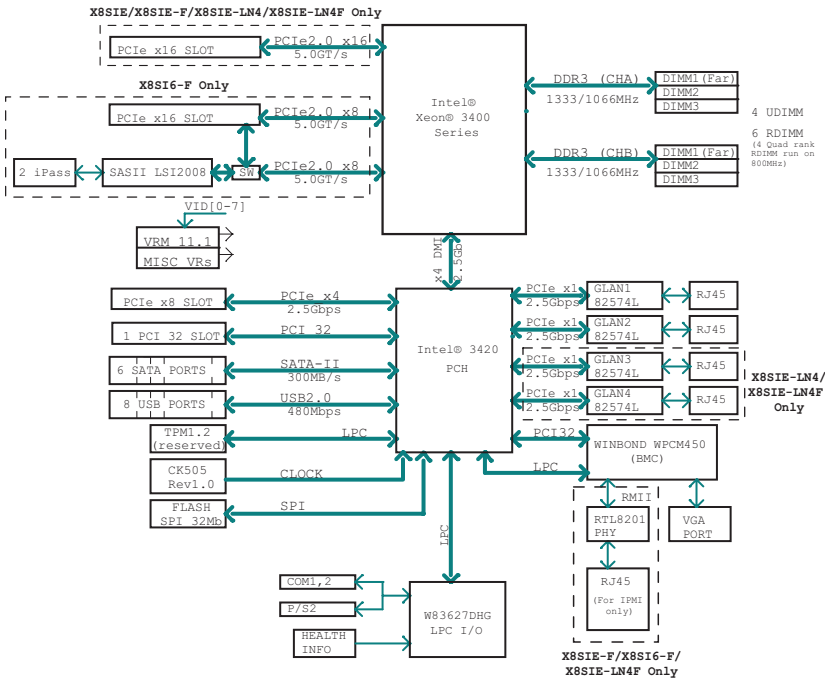 X8SIE/X8SIE-F/X8SIE-LN4/X8SIE-LN4F Only
PCIe x16 SLOT
PCIe2.0 x16
5.0GT/s
X8SI6-F Only
PCIe x16 SLOT
PCIe2.0 x8
5.0GT/s
2 iPass
SASII LSI2008
SW
PCIe2.0 x8
5.0GT/s
Intel®
Xeon® 3400
Series
DDR3 (CHA)
1333/1066MHz
DIMM1(Far)
DIMM2
DIMM3
DDR3 (CHB)
1333/1066MHz
DIMM1(Far)
DIMM2
DIMM3
4 UDIMM
6 RDIMM
(4 Quad rank
RDIMM run on
800MHz)
VID[0-7]
VRM 11.1
MISC VRs
x4 DMI
2.5Gb
PCIe x8 SLOT
PCIe x4
2.5Gbps
1 PCI 32 SLOT
PCI 32
6 SATA PORTS
SATA-II
300MB/s
8 USB PORTS
USB2.0
480Mbps
TPM1.2
(reserved)
LPC
CK505
Rev1.0
CLOCK
FLASH
SPI 32Mb
SPI
Intel® 3420
PCH
PCIe x1
2.5Gbps
GLAN1
82574L
RJ45
PCIe x1
2.5Gbps
GLAN2
82574L
RJ45
PCIe x1
2.5Gbps
GLAN3
82574L
RJ45
PCIe x1
2.5Gbps
GLAN4
82574L
RJ45
X8SIE-LN4/
X8SIE-LN4F
Only
PCI32
LPC
WINBOND WPCM450
(BMC)
RMII
RTL8201
PHY
VGA
PORT
RJ45
(For IPMI
only)
X8SIE-F/X8SI6-F/
X8SIE-LN4F Only
LPC
COM1,2
P/S2
HEALTH
INFO
W83627DHG
LPC I/O